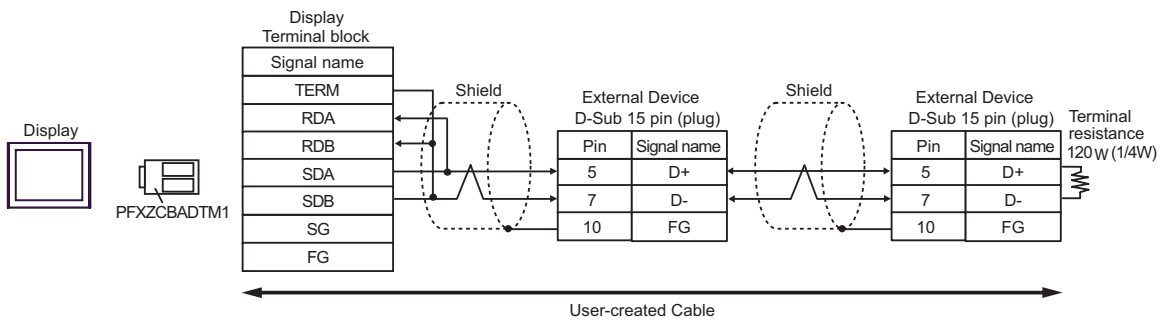 Display
Terminal block
Signal name
TERM
RDA
RDB
SDA
SDB
SG
FG
Display
PFXZCBADTM1
Shield
External Device
D-Sub 15 pin (plug)
Pin Signal name
5 D+
7 D-
10 FG
Shield
External Device
D-Sub 15 pin (plug)
Pin Signal name
5 D+
7 D-
10 FG
Terminal
resistance
120 W (1/4W)
User-created Cable